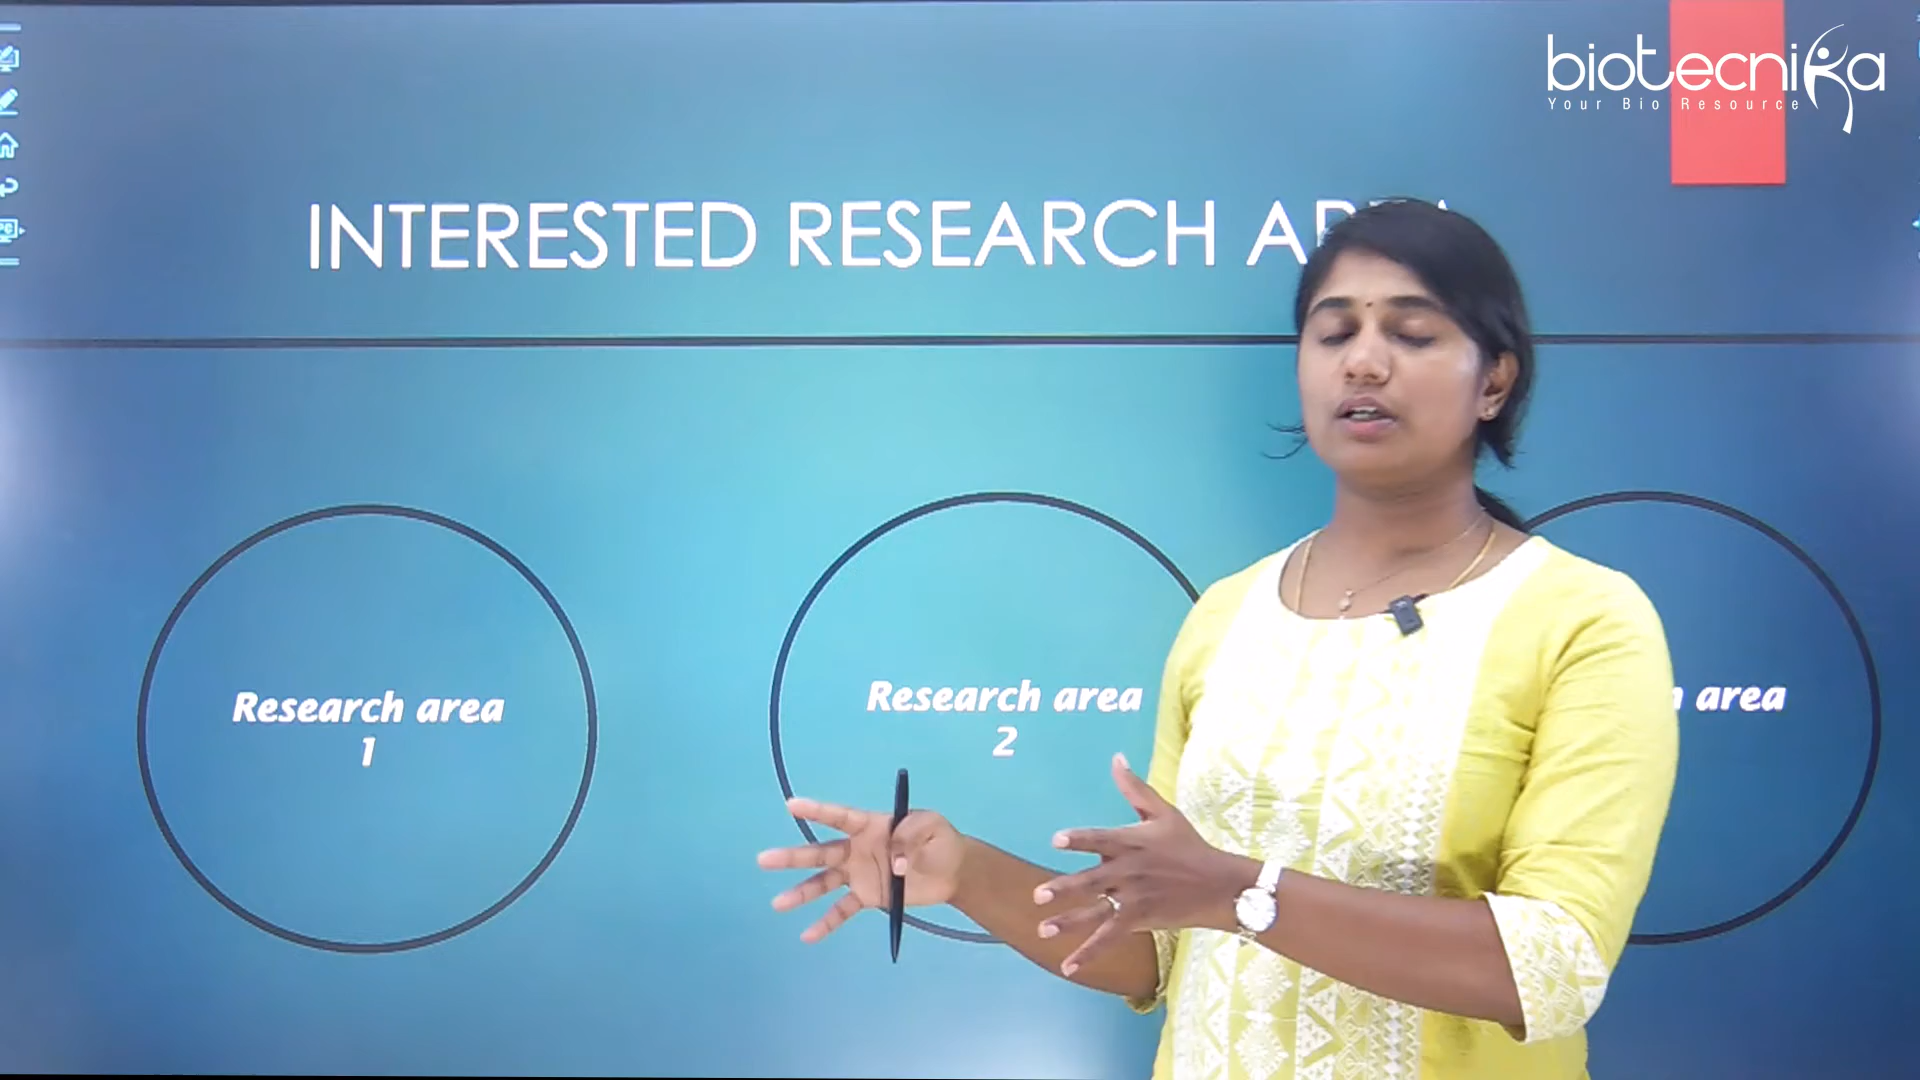 biotecnika
Your Bio Resource
INTERESTED RESEARCH
Research area
1
Research area
2
area